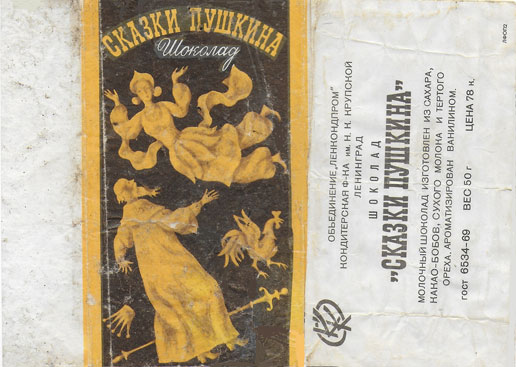 СКАЗКИ ПУШКИНА
Шоколад
ОБЪЕДИНЕНИЕ „ЛЕНКОНДПРОМ"
КОНДИТЕРСКАЯ Ф-КА им. Н. К. КРУПСКОЙ
ЛЕНИНГРАД
ШОКОЛАД
"СКАЗКИ ПУШКИНА"
МОЛОЧНЫЙ ШОКОЛАД ИЗГОТОВЛЕН ИЗ САХАРА,
КАКАО-БОБОВ, СУХОГО МОЛОКА И ТЕРТОГО
ОРЕХА. АРОМАТИЗИРОВАН ВАНИЛИНОМ.
ГОСТ 6534-69 ВЕС 50 г ЦЕНА 78 к.